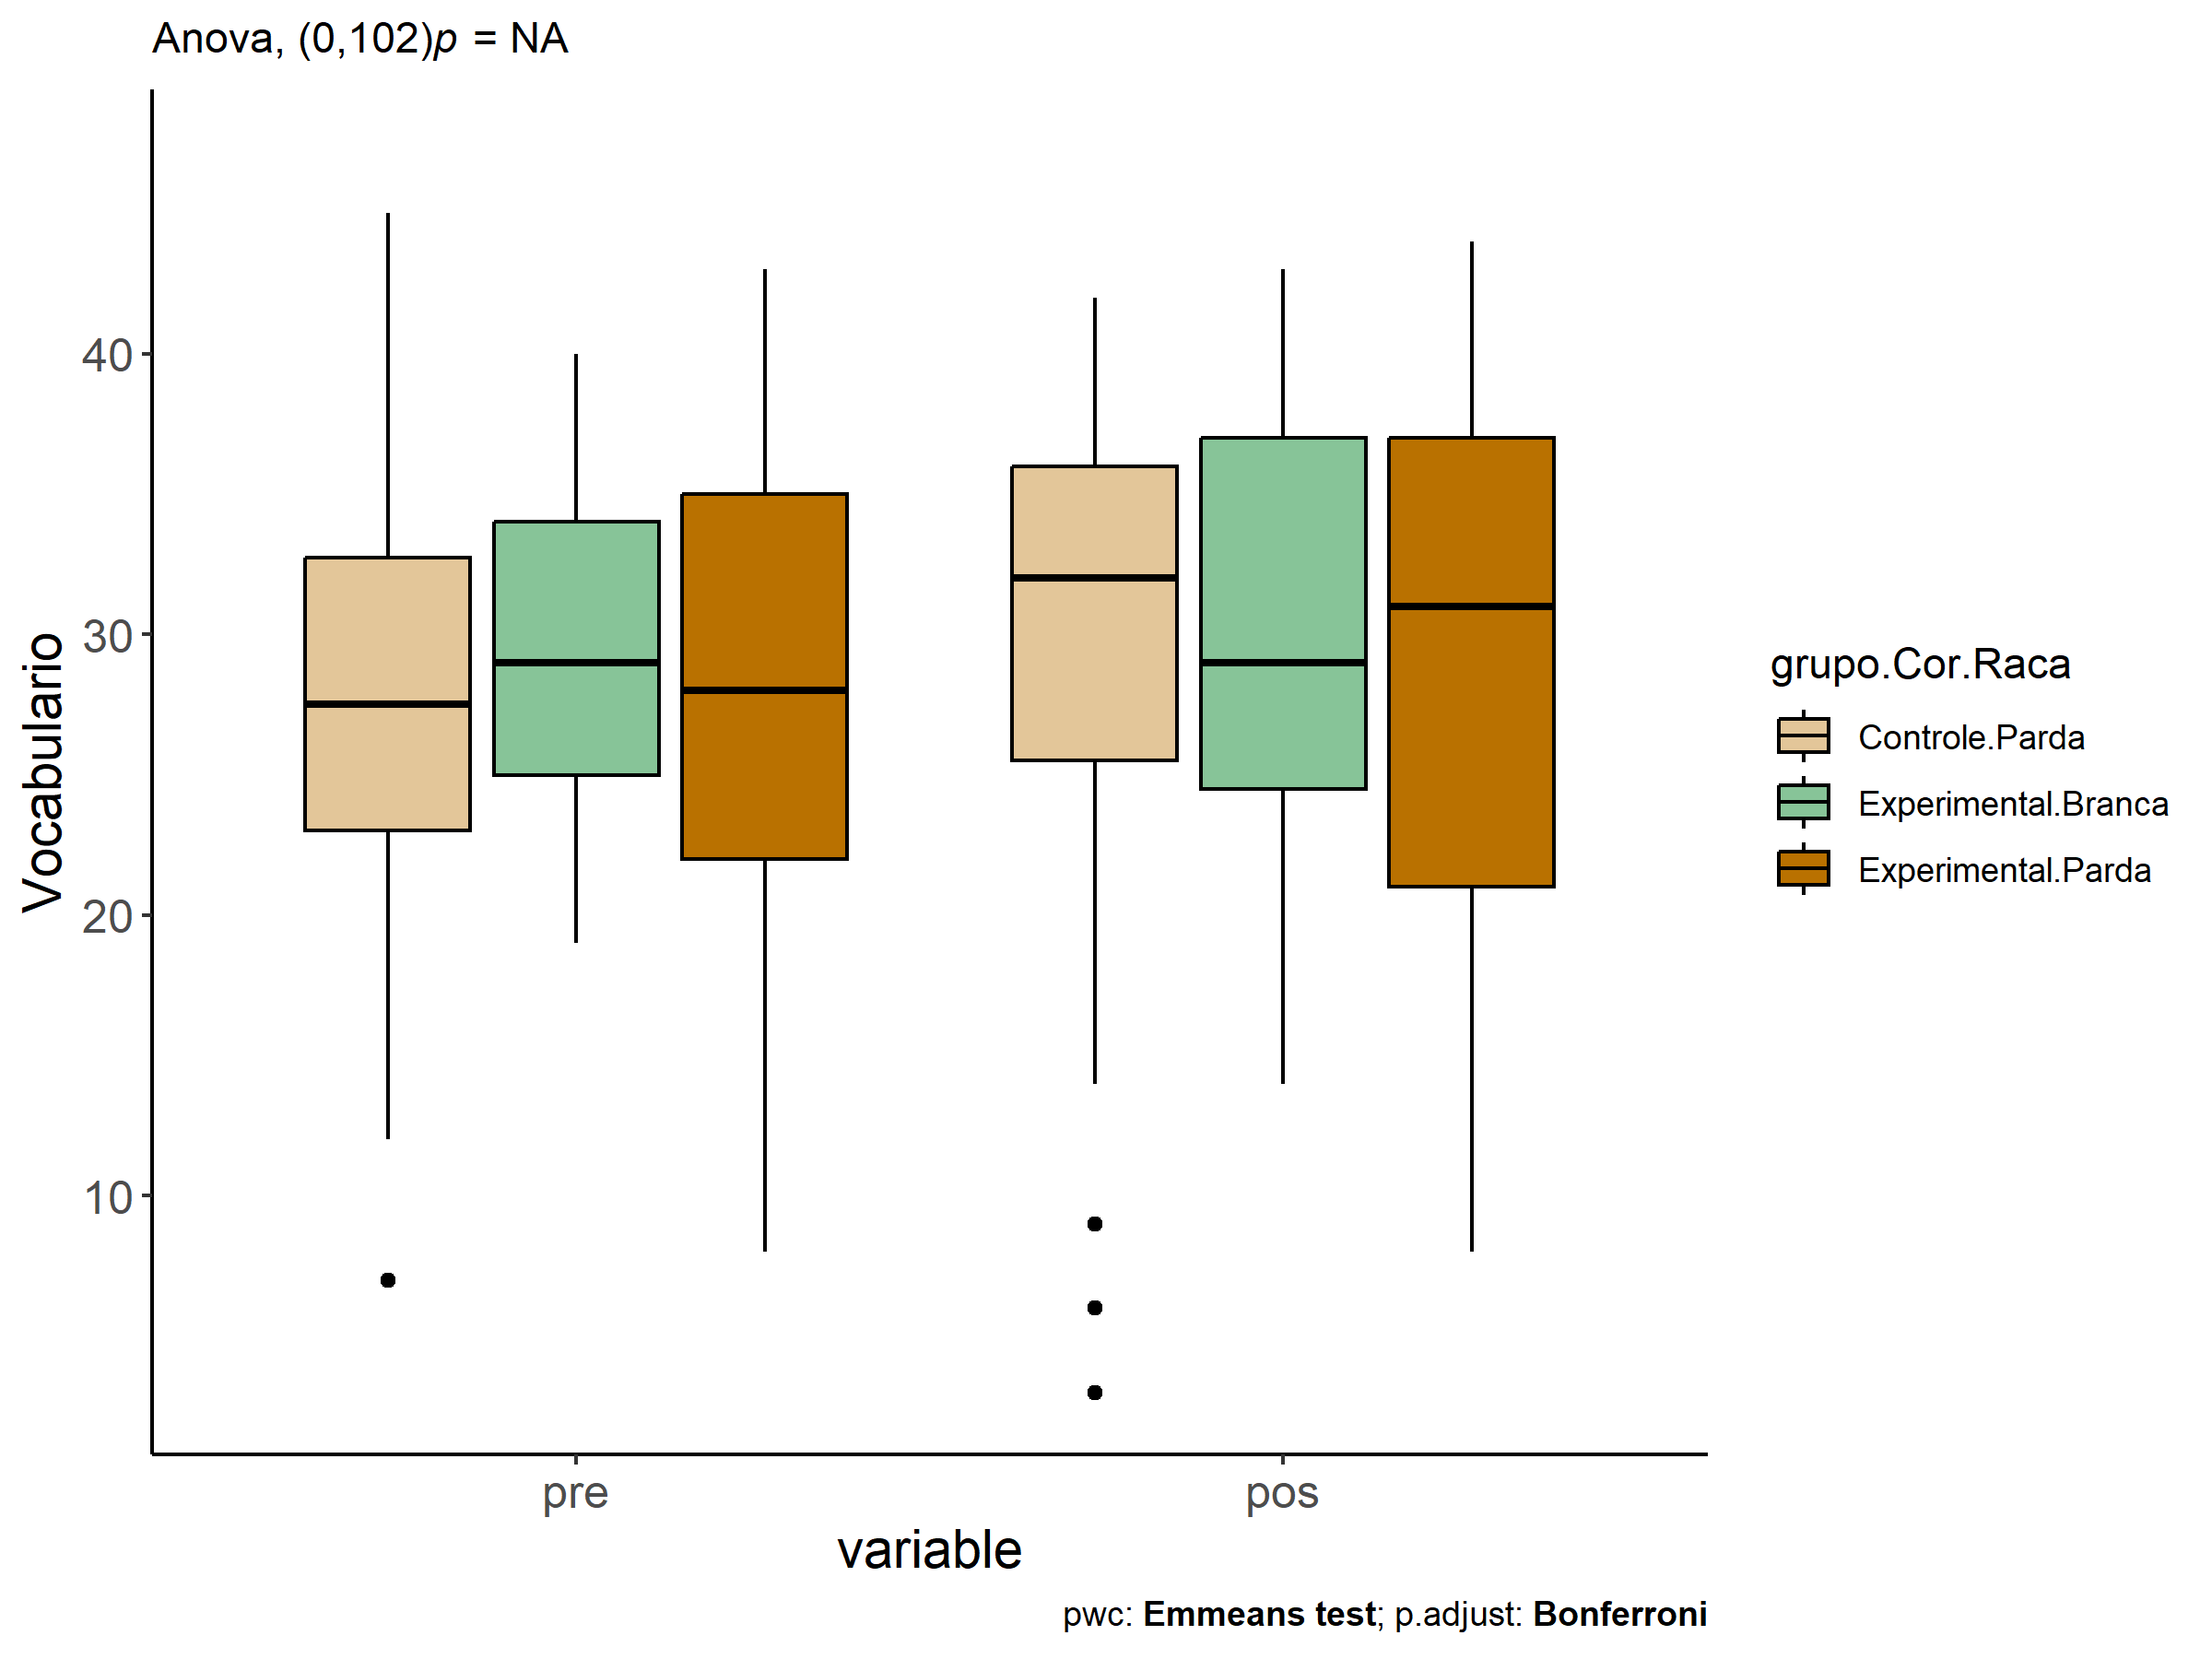 Anova, (0,102)p = NA
Vocabulario
40
30
20
10
pre
pos
variable
grupo.Cor.Raca
Controle.Parda
Experimental.Branca
Experimental.Parda
pwc: Emmeans test; p.adjust: Bonferroni